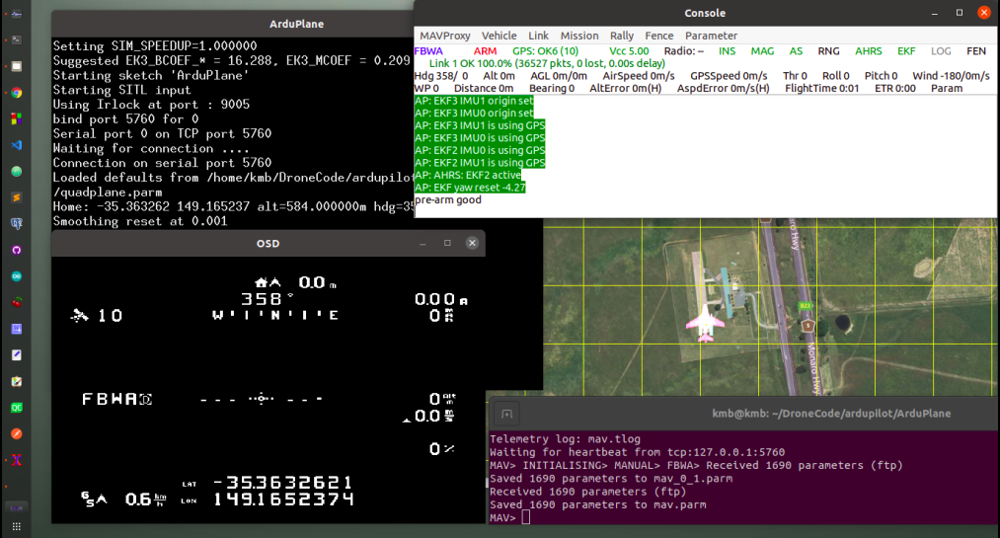 ArduPlane
Setting SIM_SPEEDUP=1.000000
Suggested EK3_BCOEF_* = 16.288, EK3_MCOEF = 0.209
Starting sketch 'ArduPlane'
Starting SITL input
Using Irlock at port : 9005
bind port 5760 for 0
Serial port 0 on TCP port 5760
Waiting for connection ....
Connection on serial port 5760
Loaded defaults from /home/kmb/DroneCode/ardupilot
/quadplane.parm
Home: -35.363262 149.165237 alt=584.000000m hdg=35
Smoothing reset at 0.001
Console
MAVProxy Vehicle Link Mission Rally Fence Parameter
FBWA ARM GPS: OK6 (10) Vcc 5.00 Radio: -- INS MAG AS RNG AHRS EKF LOG FEN
Link 1 OK 100.0% (36527 pkts, 0 lost, 0.00s delay)
Hdg 358/ 0 Alt 0m AGL 0m/0m AirSpeed 0m/s GPSSpeed 0m/s Thr 0 Roll 0 Pitch 0 Wind -180/0m/s
WP 0 Distance 0m Bearing 0 AltError 0m(H) AspdError 0m/s(H) FlightTime 0:01 ETR 0:00 Param
AP: EKF3 IMU1 origin set
AP: EKF3 IMU0 origin set
AP: EKF3 IMU1 is using GPS
AP: EKF3 IMU0 is using GPS
AP: EKF2 IMU0 is using GPS
AP: EKF2 IMU1 is using GPS
AP: AHRS: EKF2 active
AP: EKF yaw reset -4.27
pre-arm good
OSD
0.0 m
358°
0.00 A
10
W N E
0
FBWA
0 Alt m
0.0
0 %
GS 0.6 km h
LAT -35.3632621
LON 149.1652374
Hwy
B23
Monaro Hwy
kmb@kmb: ~/DroneCode/ardupilot/ArduPlane
Telemetry log: mav.tlog
Waiting for heartbeat from tcp:127.0.0.1:5760
MAV> INITIALISING> MANUAL> FBWA> Received 1690 parameters (ftp)
Saved 1690 parameters to mav_0_1.parm
Received 1690 parameters (ftp)
Saved 1690 parameters to mav.parm
MAV>
QC